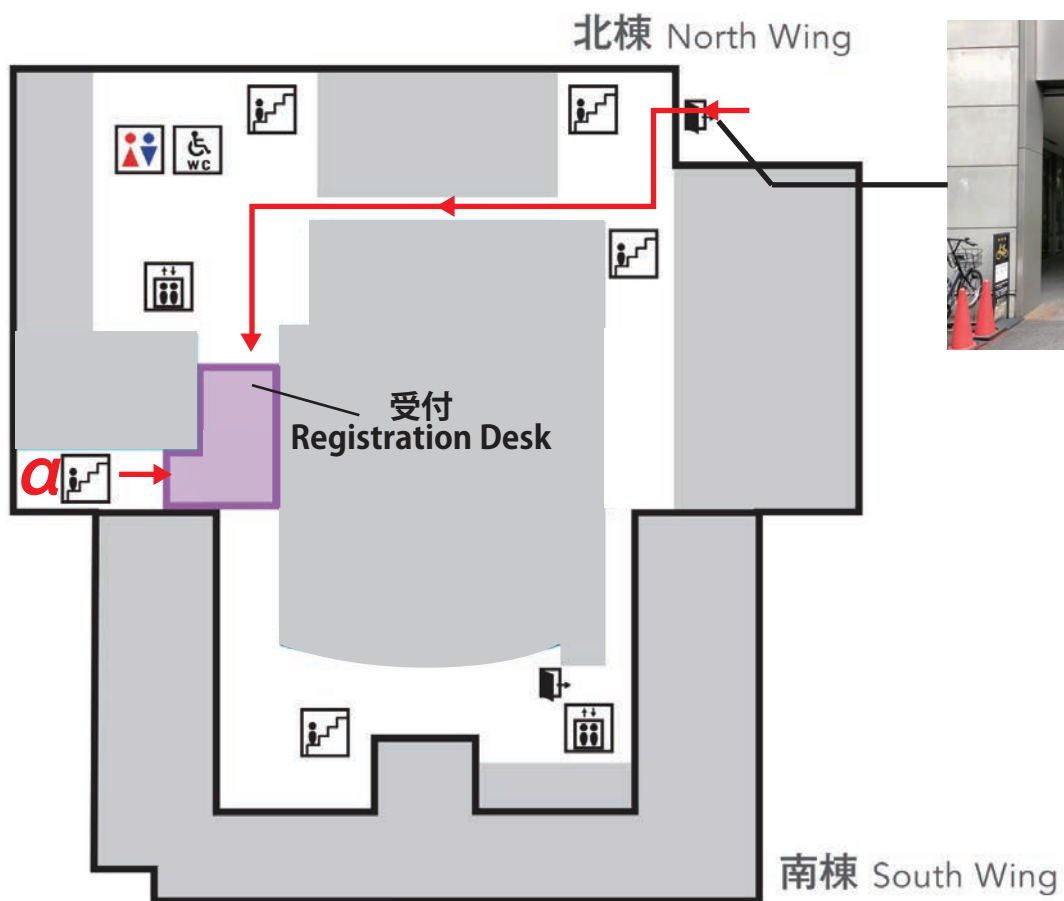 北棟 North Wing
WC
受付
Registration Desk
α
南棟 South Wing